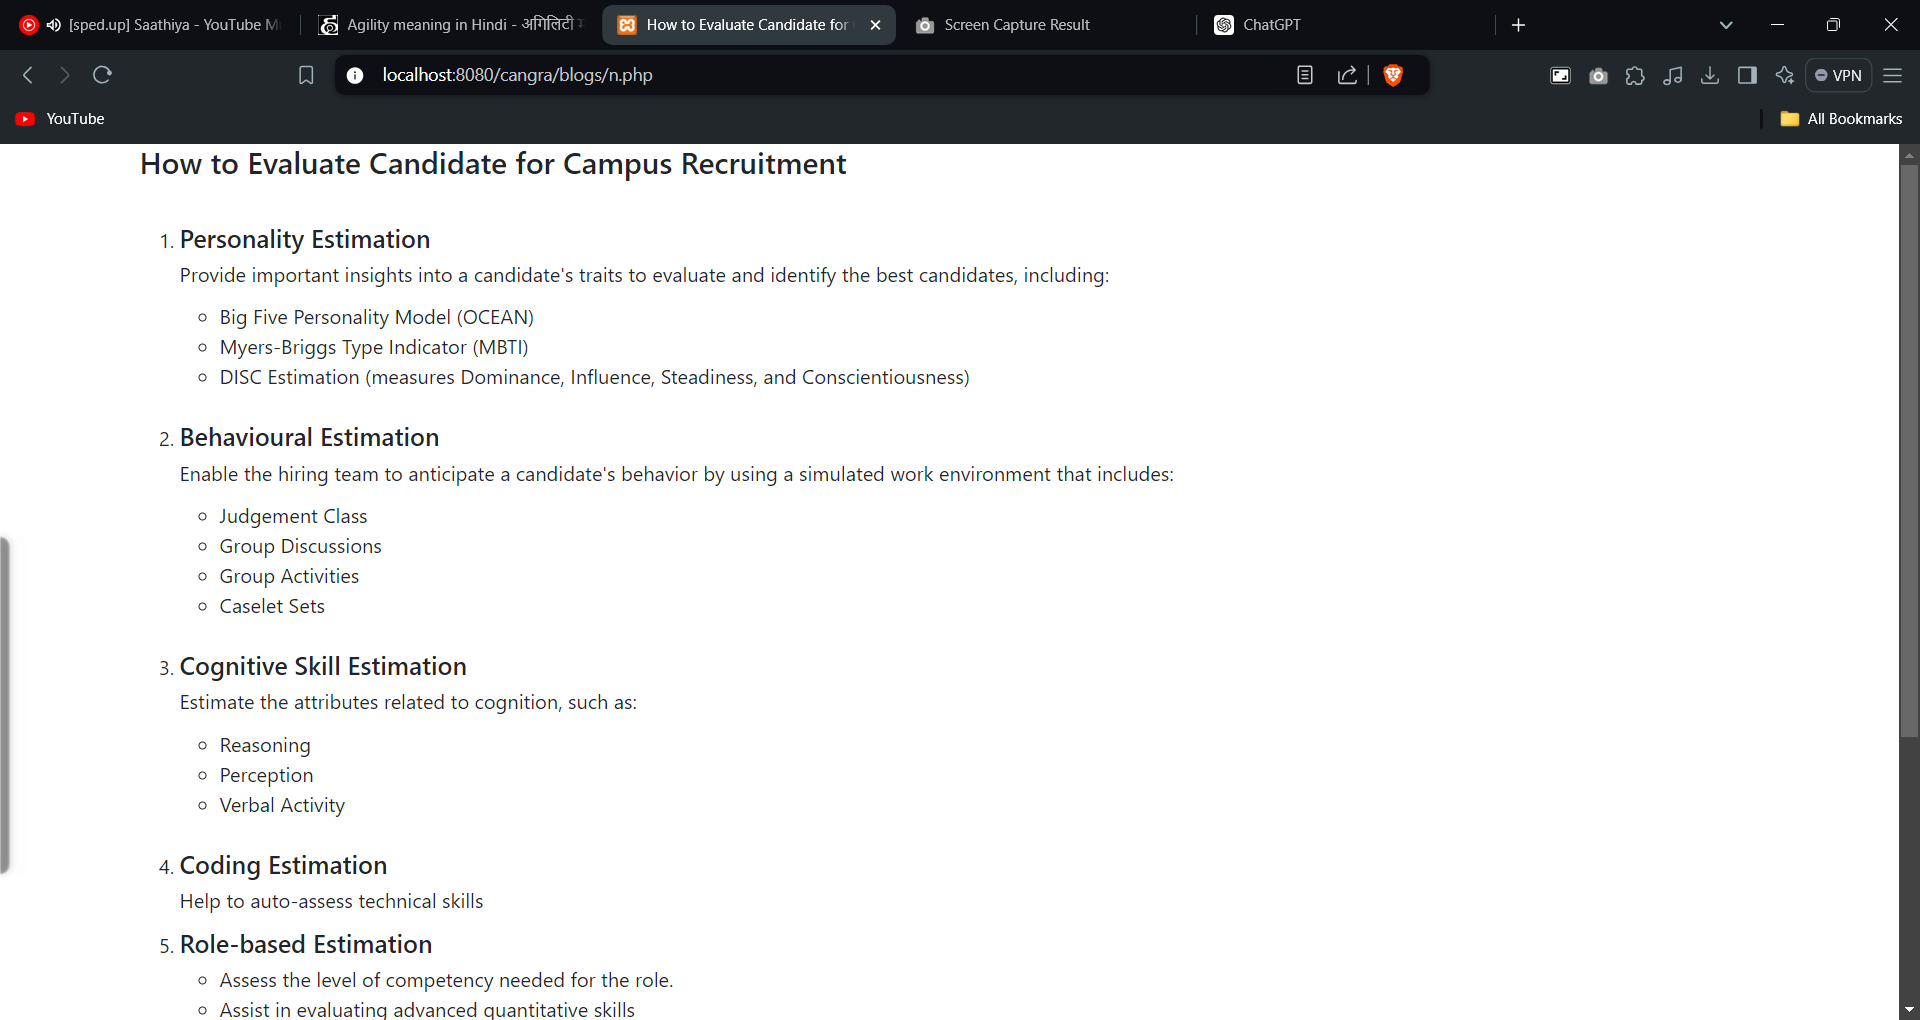 [sped.up] Saathiya - YouTube M
Agility meaning in Hindi - अगिलिटी
How to Evaluate Candidate for
Screen Capture Result
ChatGPT
localhost:8080/cangra/blogs/n.php
VPN
YouTube
All Bookmarks
How to Evaluate Candidate for Campus Recruitment
1. Personality Estimation
Provide important insights into a candidate's traits to evaluate and identify the best candidates, including:
Big Five Personality Model (OCEAN)
Myers-Briggs Type Indicator (MBTI)
DISC Estimation (measures Dominance, Influence, Steadiness, and Conscientiousness)
2. Behavioural Estimation
Enable the hiring team to anticipate a candidate's behavior by using a simulated work environment that includes:
Judgement Class
Group Discussions
Group Activities
Caselet Sets
3. Cognitive Skill Estimation
Estimate the attributes related to cognition, such as:
Reasoning
Perception
Verbal Activity
4. Coding Estimation
Help to auto-assess technical skills
5. Role-based Estimation
Assess the level of competency needed for the role.
Assist in evaluating advanced quantitative skills